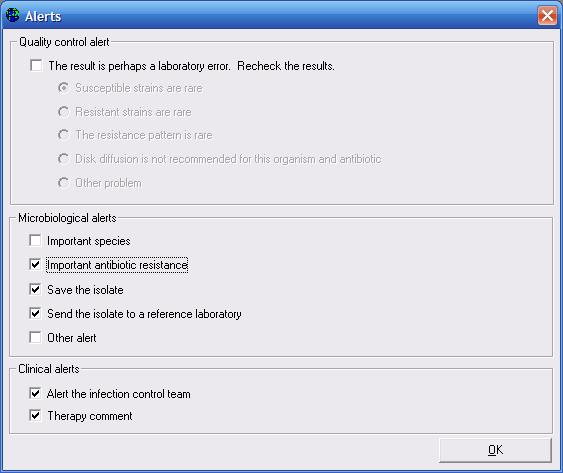 Alerts
Quality control alert
The result is perhaps a laboratory error.  Recheck the results.
Susceptible strains are rare
Resistant strains are rare
The resistance pattern is rare
Disk diffusion is not recommended for this organism and antibiotic
Other problem
Microbiological alerts
Important species
Important antibiotic resistance
Save the isolate
Send the isolate to a reference laboratory
Other alert
Clinical alerts
Alert the infection control team
Therapy comment
OK